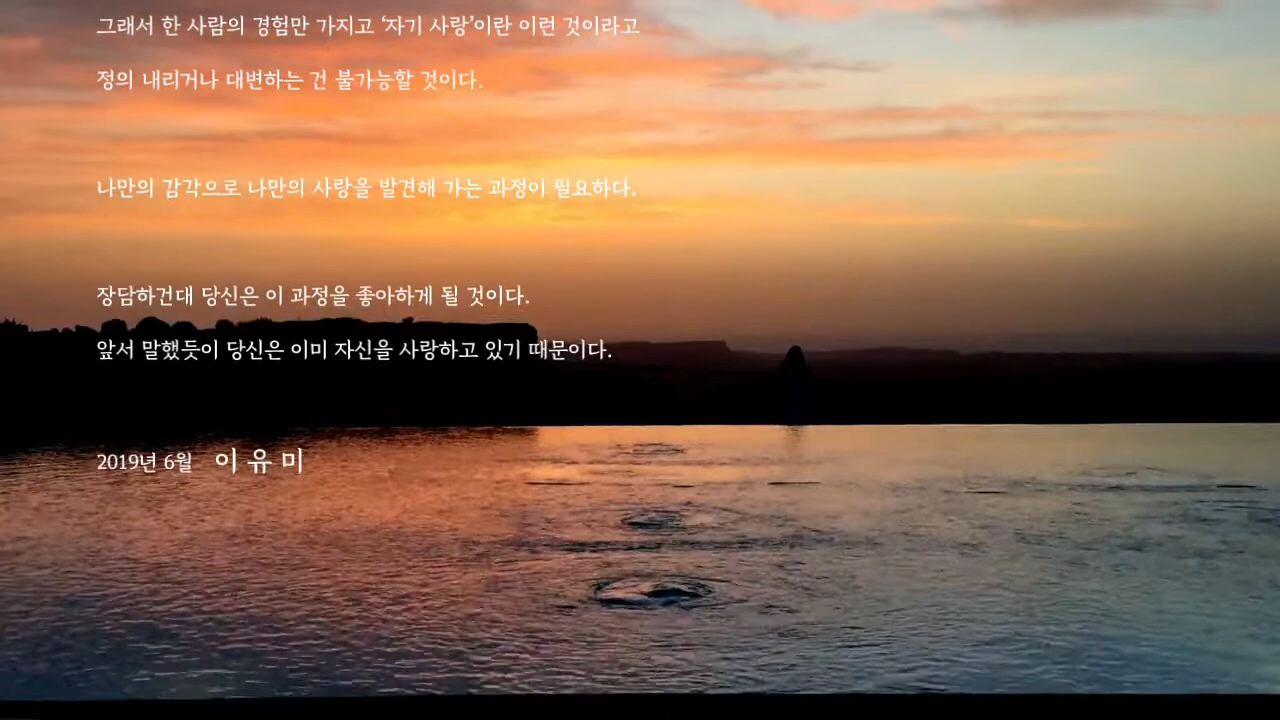 그래서 한 사람의 경험만 가지고 ‘자기 사랑’이란 이런 것이라고
정의 내리거나 대변하는 건 불가능할 것이다.
나만의 감각으로 나만의 사랑을 발견해 가는 과정이 필요하다.
장담하건대 당신은 이 과정을 좋아하게 될 것이다.
앞서 말했듯이 당신은 이미 자신을 사랑하고 있기 때문이다.
2019년 6월 이 유 미